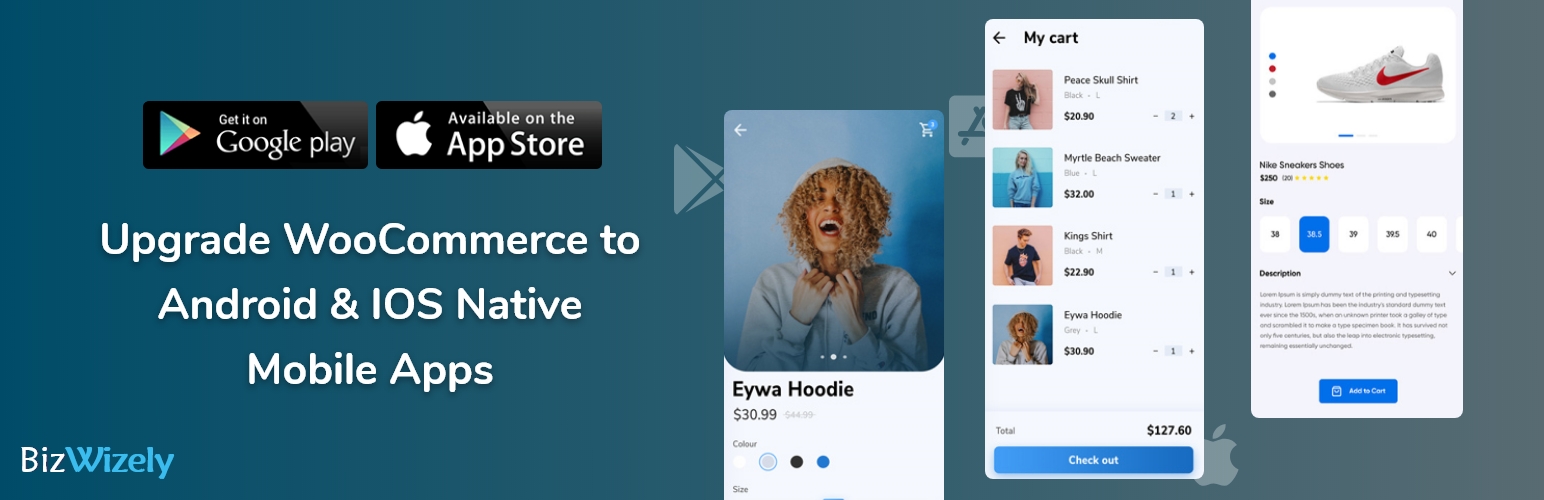 Get it on
Google play
Available on the
App Store
Upgrade WooCommerce to
Android & IOS Native
Mobile Apps
BizWizely
3
Eywa Hoodie
$30.99 $44.99
Colour
Size
My cart
Peace Skull Shirt
Black - L
$20.90 − 2 +
Myrtle Beach Sweater
Blue - L
$32.00 − 1 +
Kings Shirt
Black - M
$22.90 − 1 +
Eywa Hoodie
Grey - L
$30.90 − 1 +
Total $127.60
Check out
Nike Sneakers Shoes
$250 (20)
Size
38 38.5 39 39.5 40
Description
Lorem Ipsum is simply dummy text of the printing and typesetting
industry. Lorem Ipsum has been the industry's standard dummy text
ever since the 1500s, when an unknown printer took a galley of type
and scrambled it to make a type specimen book. It has survived not
only five centuries, but also the leap into electronic typesetting,
remaining essentially unchanged.
Add to Cart